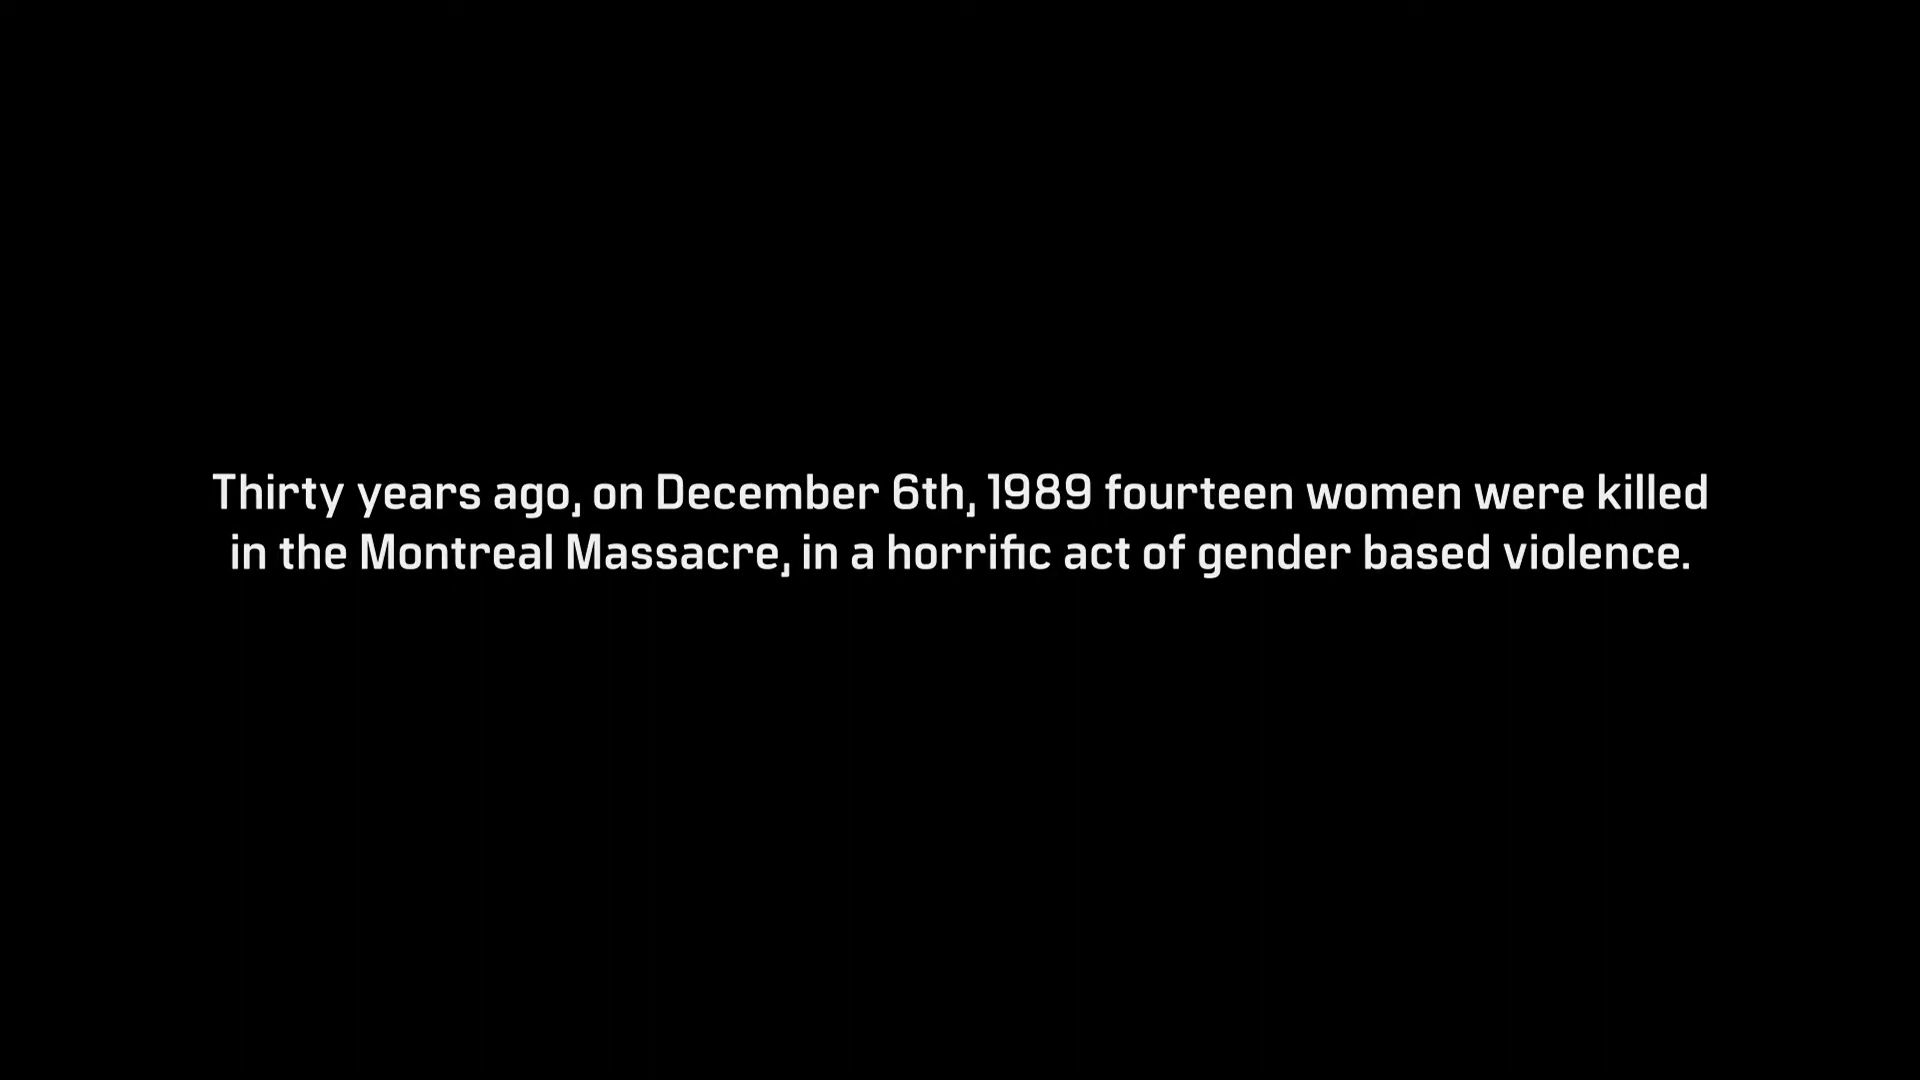 Thirty years ago, on December 6th, 1989 fourteen women were killed
in the Montreal Massacre, in a horrific act of gender based violence.